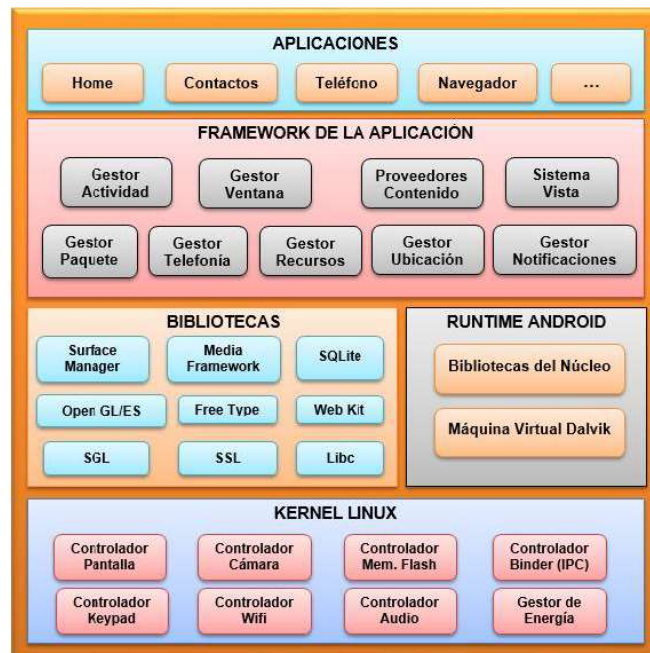 APLICACIONES
Home
Contactos
Teléfono
Navegador
...
FRAMEWORK DE LA APLICACIÓN
Gestor
Actividad
Gestor
Ventana
Proveedores
Contenido
Sistema
Vista
Gestor
Paquete
Gestor
Telefonía
Gestor
Recursos
Gestor
Ubicación
Gestor
Notificaciones
BIBLIOTECAS
Surface
Manager
Media
Framework
SQLite
Open GL/ES
Free Type
Web Kit
SGL
SSL
Libc
RUNTIME ANDROID
Bibliotecas del Núcleo
Máquina Virtual Dalvik
KERNEL LINUX
Controlador
Pantalla
Controlador
Cámara
Controlador
Mem. Flash
Controlador
Binder (IPC)
Controlador
Keypad
Controlador
Wifi
Controlador
Audio
Gestor de
Energía